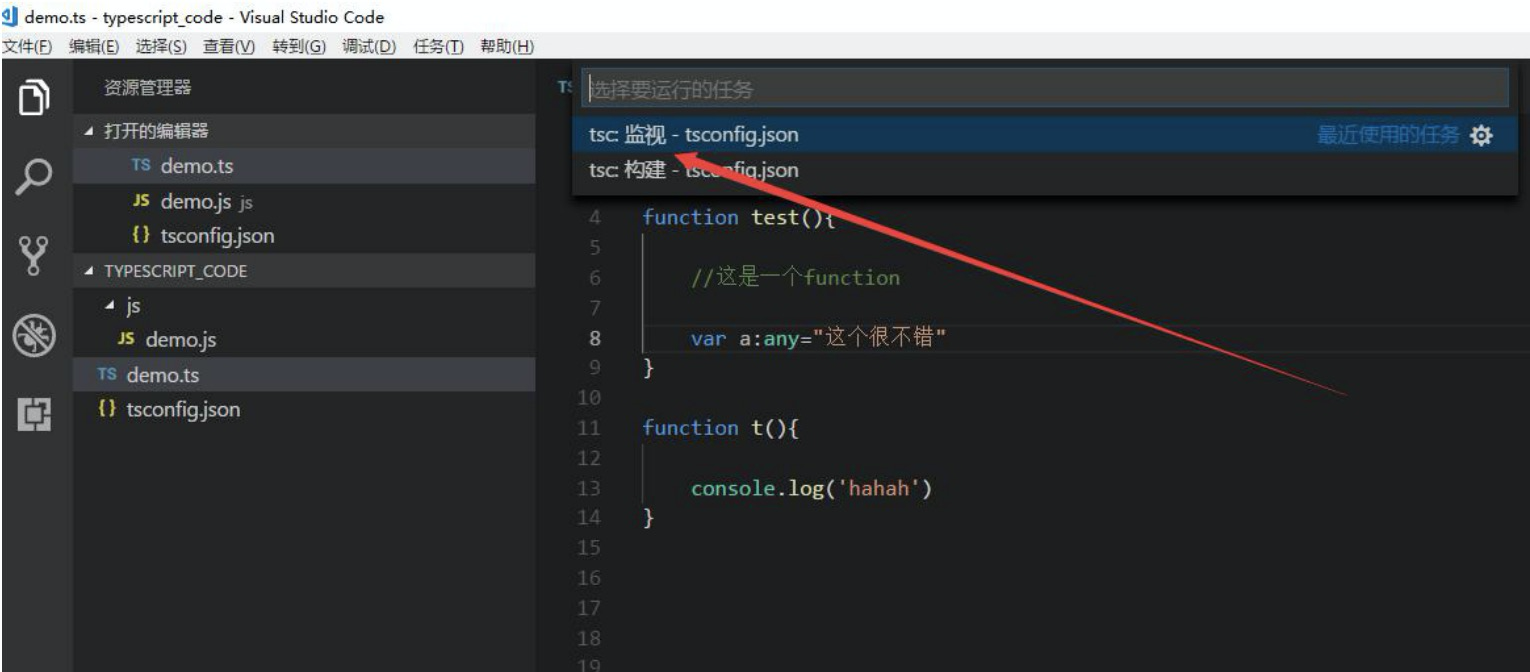 demo.ts - typescript_code - Visual Studio Code
文件(F) 编辑(E) 选择(S) 查看(V) 转到(G) 调试(D) 任务(T) 帮助(H)
资源管理器
打开的编辑器
TS demo.ts
JS demo.js js
{} tsconfig.json
TYPESCRIPT_CODE
js
JS demo.js
TS demo.ts
{} tsconfig.json
TS
选择要运行的任务
tsc: 监视 - tsconfig.json 最近使用的任务
tsc: 构建 - tsconfig.json
4 function test(){
5
6 //这是一个function
7
8 var a:any="这个很不错"
9 }
10
11 function t(){
12
13 console.log('hahah')
14 }
15
16
17
18
19